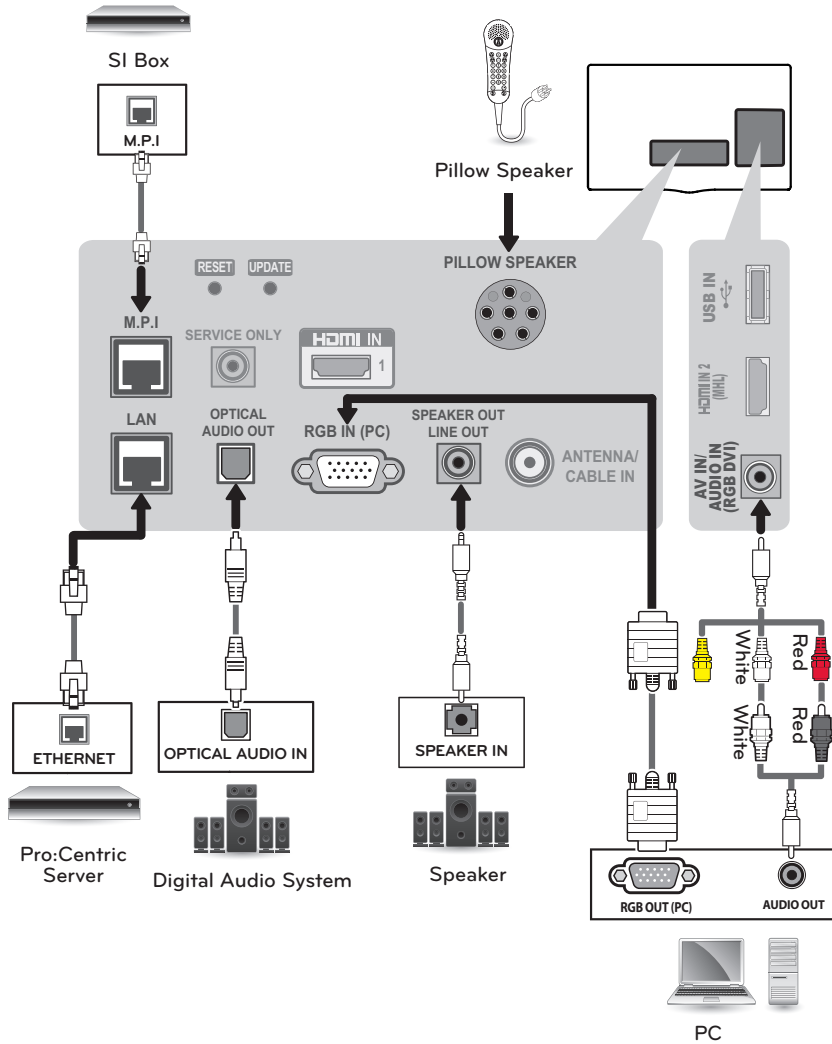 SI Box
M.P.I
Pillow Speaker
RESET
UPDATE
PILLOW SPEAKER
M.P.I
SERVICE ONLY
HDMI IN
1
LAN
OPTICAL
AUDIO OUT
RGB IN (PC)
SPEAKER OUT
LINE OUT
ANTENNA/
CABLE IN
USB IN
HDMI IN 2
(MHL)
AV IN/
AUDIO IN
(RGB DVI)
White
Red
White
Red
ETHERNET
OPTICAL AUDIO IN
SPEAKER IN
Pro:Centric
Server
Digital Audio System
Speaker
RGB OUT (PC)
AUDIO OUT
PC